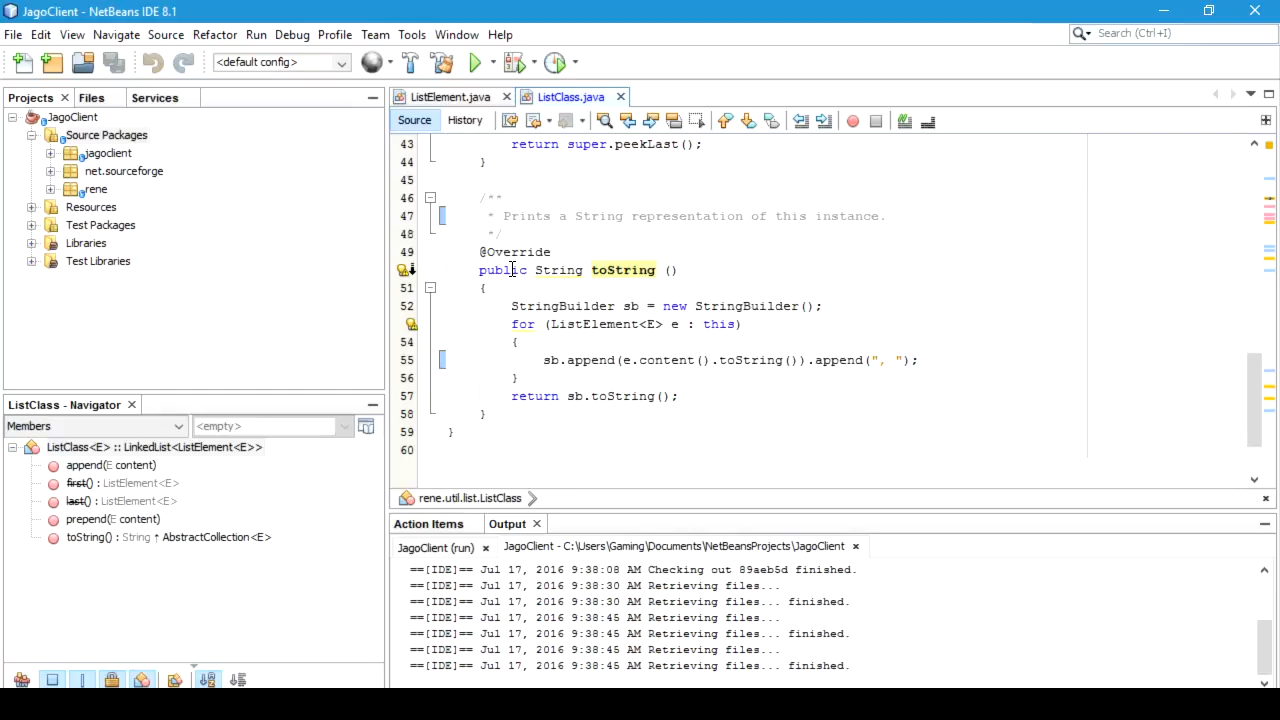 JagoClient - NetBeans IDE 8.1
File Edit View Navigate Source Refactor Run Debug Profile Team Tools Window Help
Search (Ctrl+I)
<default config>
Projects Files Services
JagoClient
Source Packages
jagoclient
net.sourceforge
rene
Resources
Test Packages
Libraries
Test Libraries
ListClass - Navigator
Members <empty>
ListClass<E> :: LinkedList<ListElement<E>>
append(E content)
first() : ListElement<E>
last() : ListElement<E>
prepend(E content)
toString() : String ↑ AbstractCollection<E>
ListElement.java ListClass.java
Source History
43 return super.peekLast();
44 }
45
46 /**
47 * Prints a String representation of this instance.
48 */
49 @Override
public String toString ()
51 {
52 StringBuilder sb = new StringBuilder();
for (ListElement<E> e : this)
54 {
55 sb.append(e.content().toString()).append(", ");
56 }
57 return sb.toString();
58 }
59 }
60
rene.util.list.ListClass
Action Items Output
JagoClient (run) JagoClient - C:\Users\Gaming\Documents\NetBeansProjects\JagoClient
==[IDE]== Jul 17, 2016 9:38:08 AM Checking out 89aeb5d finished.
==[IDE]== Jul 17, 2016 9:38:30 AM Retrieving files...
==[IDE]== Jul 17, 2016 9:38:30 AM Retrieving files... finished.
==[IDE]== Jul 17, 2016 9:38:45 AM Retrieving files...
==[IDE]== Jul 17, 2016 9:38:45 AM Retrieving files... finished.
==[IDE]== Jul 17, 2016 9:38:45 AM Retrieving files...
==[IDE]== Jul 17, 2016 9:38:45 AM Retrieving files... finished.